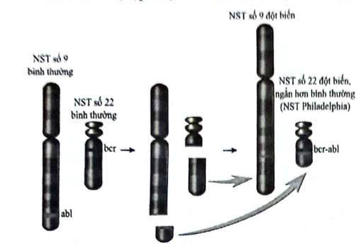 NST số 9 đột biến
NST số 9
bình thường
NST số 22
bình thường
NST số 22 đột biến,
ngắn hơn bình thường
(NST Philadelphia)
bcr
bcr-abl
abl